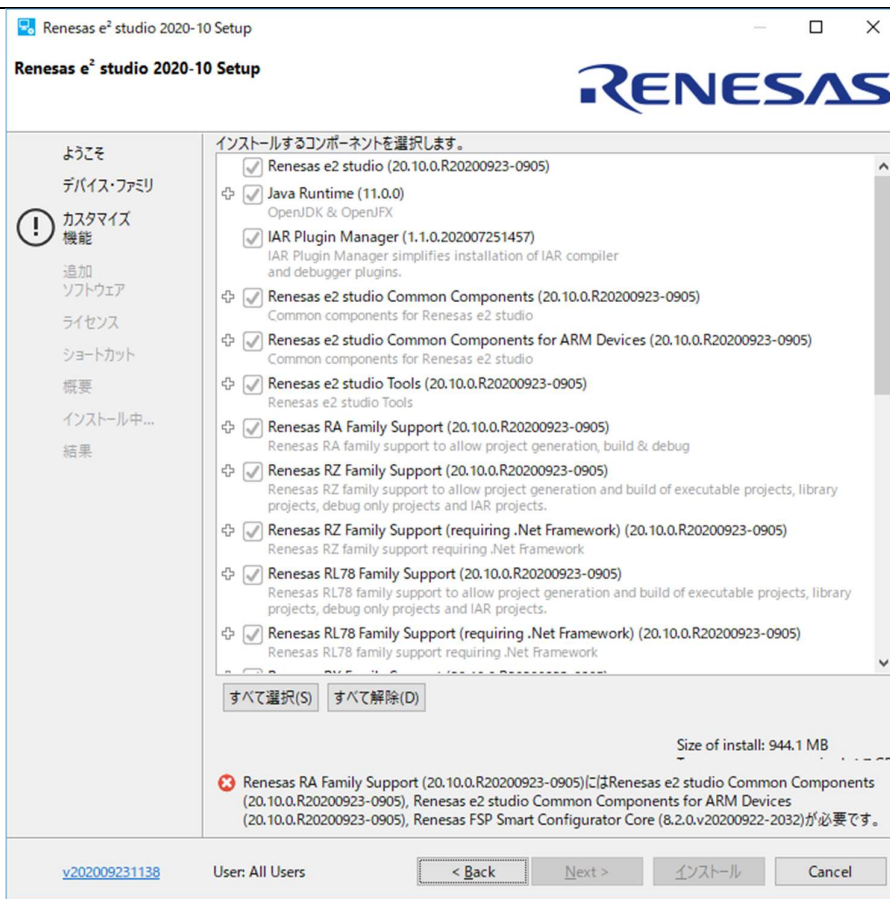 Renesas e² studio 2020-10 Setup
Renesas e² studio 2020-10 Setup
RENESAS
ようこそ
デバイス・ファミリ
カスタマイズ
機能
追加
ソフトウェア
ライセンス
ショートカット
概要
インストール中...
結果
インストールするコンポーネントを選択します。
Renesas e2 studio (20.10.0.R20200923-0905)
Java Runtime (11.0.0)
OpenJDK & OpenJFX
IAR Plugin Manager (1.1.0.202007251457)
IAR Plugin Manager simplifies installation of IAR compiler
and debugger plugins.
Renesas e2 studio Common Components (20.10.0.R20200923-0905)
Common components for Renesas e2 studio
Renesas e2 studio Common Components for ARM Devices (20.10.0.R20200923-0905)
Common components for Renesas e2 studio
Renesas e2 studio Tools (20.10.0.R20200923-0905)
Renesas e2 studio Tools
Renesas RA Family Support (20.10.0.R20200923-0905)
Renesas RA family support to allow project generation, build & debug
Renesas RZ Family Support (20.10.0.R20200923-0905)
Renesas RZ family support to allow project generation and build of executable projects, library
projects, debug only projects and IAR projects.
Renesas RZ Family Support (requiring .Net Framework) (20.10.0.R20200923-0905)
Renesas RZ family support requiring .Net Framework
Renesas RL78 Family Support (20.10.0.R20200923-0905)
Renesas RL78 family support to allow project generation and build of executable projects, library
projects, debug only projects and IAR projects.
Renesas RL78 Family Support (requiring .Net Framework) (20.10.0.R20200923-0905)
Renesas RL78 family support requiring .Net Framework
すべて選択(S) すべて解除(D)
Size of install: 944.1 MB
Renesas RA Family Support (20.10.0.R20200923-0905)にはRenesas e2 studio Common Components
(20.10.0.R20200923-0905), Renesas e2 studio Common Components for ARM Devices
(20.10.0.R20200923-0905), Renesas FSP Smart Configurator Core (8.2.0.v20200922-2032)が必要です。
v202009231138 User: All Users < Back Next > インストール Cancel